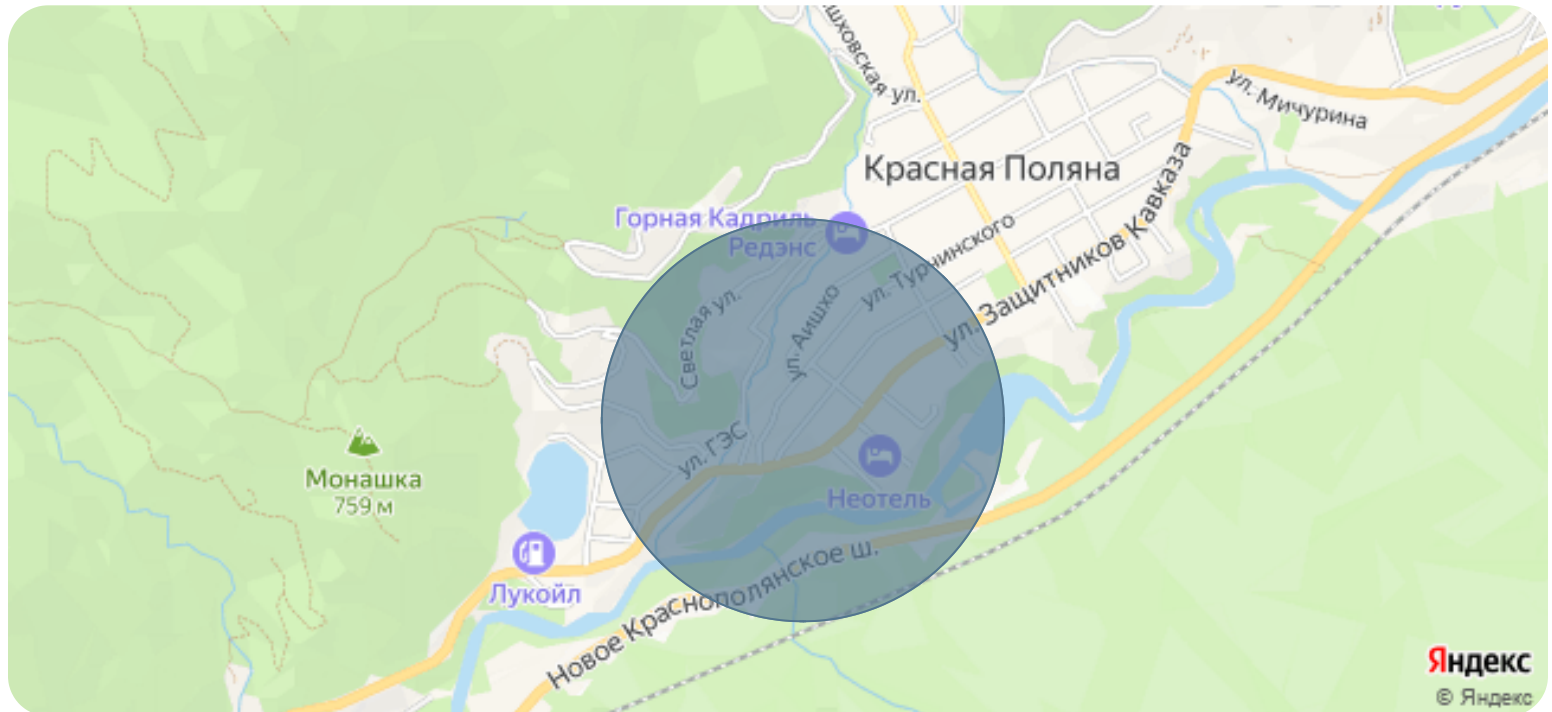 шховская ул.
ул. Мичурина
Красная Поляна
Горная Кадриль
Редэнс
ул. Турчинского
ул. Защитников Кавказа
Светлая ул.
ул. Аишхо
ул. ГЭС
Монашка
759 м
Неотель
Лукойл
Новое Краснополянское ш.
Яндекс
© Яндекс